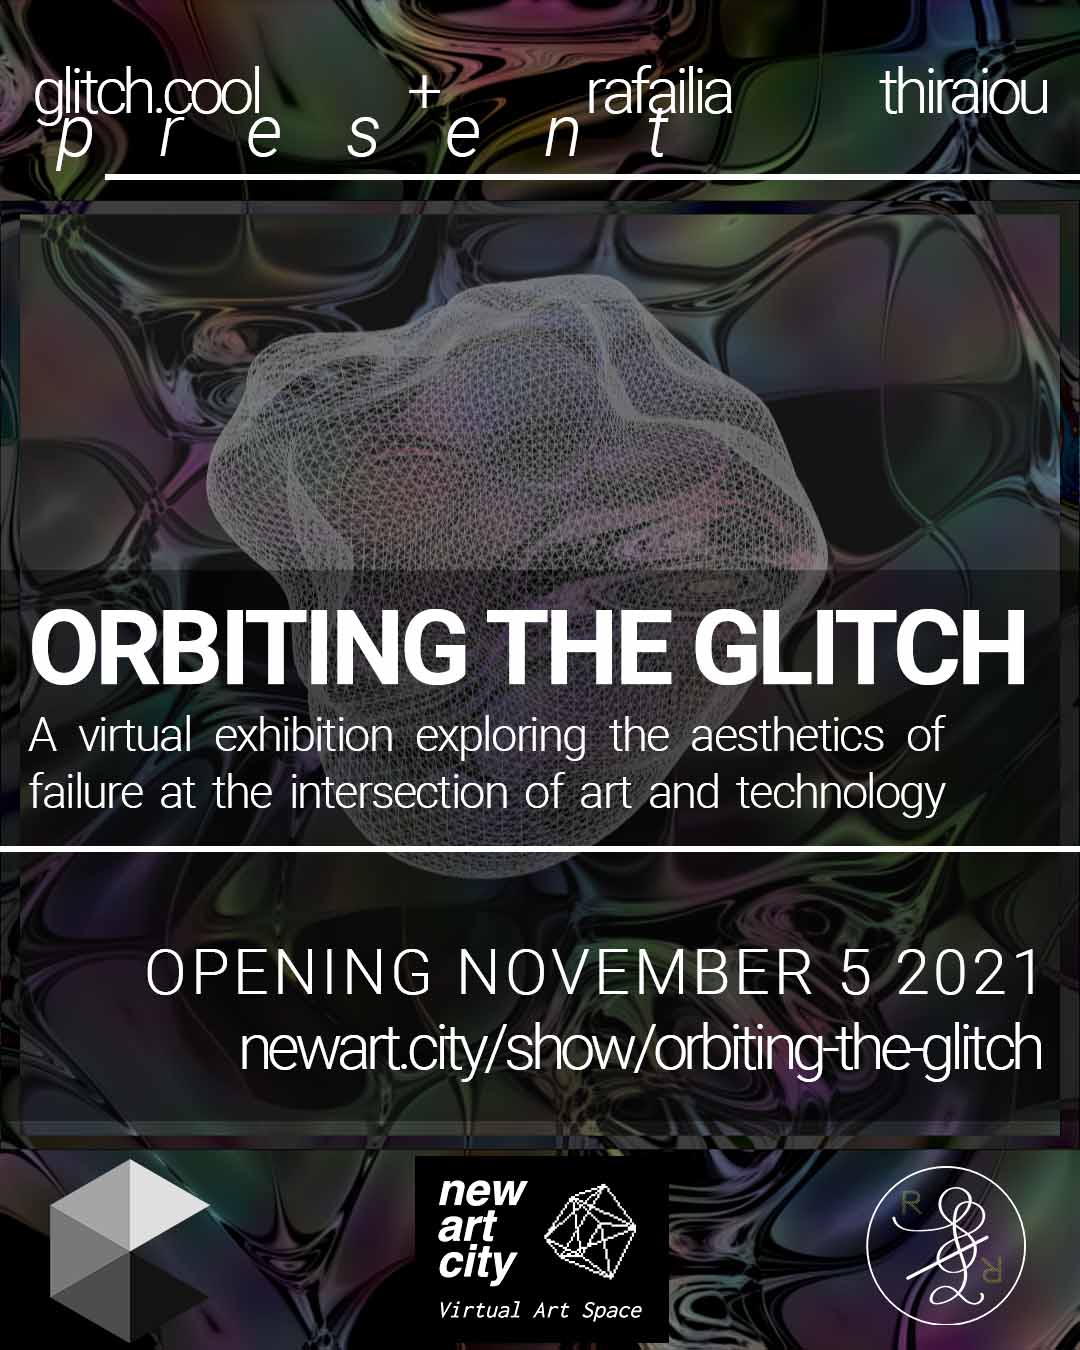 glitch.cool + rafailia thiraiou
present
ORBITING THE GLITCH
A virtual exhibition exploring the aesthetics of
failure at the intersection of art and technology
OPENING NOVEMBER 5 2021
newart.city/show/orbiting-the-glitch
new
art
city
Virtual Art Space
R
R